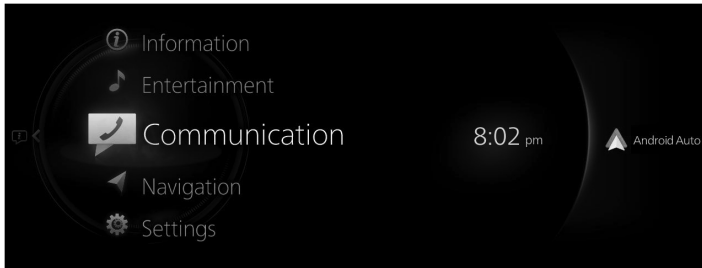 Information
Entertainment
Communication
8:02 pm
Android Auto
Navigation
Settings